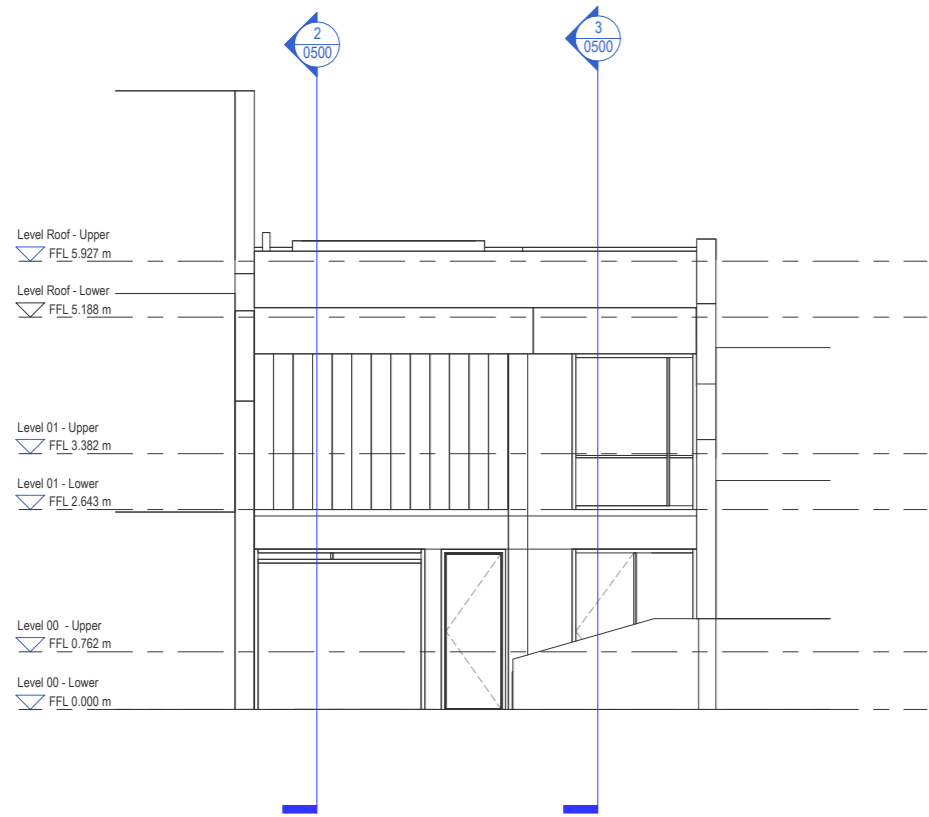 2
0500
3
0500
Level Roof - Upper
FFL 5.927 m
Level Roof - Lower
FFL 5.188 m
Level 01 - Upper
FFL 3.382 m
Level 01 - Lower
FFL 2.643 m
Level 00 - Upper
FFL 0.762 m
Level 00 - Lower
FFL 0.000 m